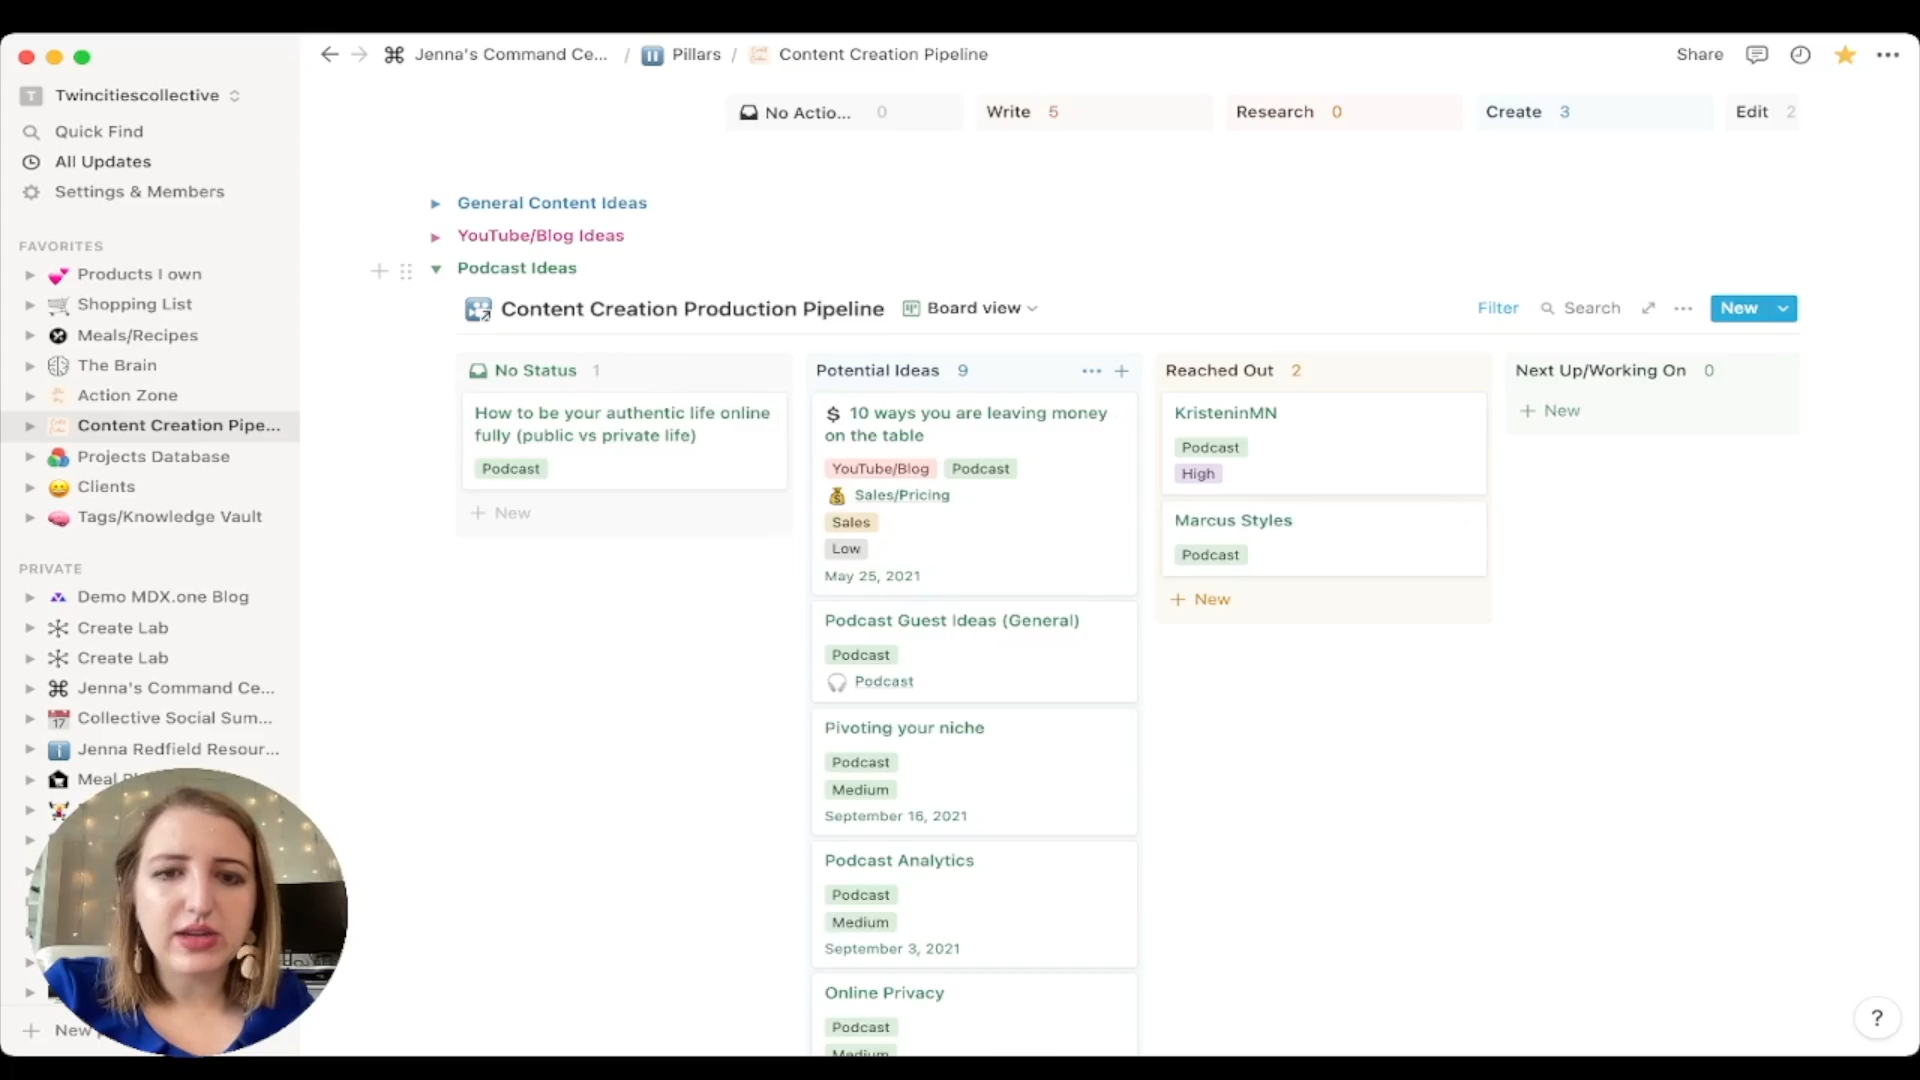 Jenna's Command Ce... / Pillars / Content Creation Pipeline
Share
T Twincitiescollective
Quick Find
All Updates
Settings & Members
FAVORITES
Products I own
Shopping List
Meals/Recipes
The Brain
Action Zone
Content Creation Pipe...
Projects Database
Clients
Tags/Knowledge Vault
PRIVATE
Demo MDX.one Blog
Create Lab
Create Lab
Jenna's Command Ce...
17 Collective Social Sum...
Jenna Redfield Resour...
Meal
New
No Actio... 0
Write 5
Research 0
Create 3
Edit 2
General Content Ideas
YouTube/Blog Ideas
Podcast Ideas
Content Creation Production Pipeline
Board view
Filter
Search
New
No Status 1
How to be your authentic life online
fully (public vs private life)
Podcast
+ New
Potential Ideas 9
$ 10 ways you are leaving money
on the table
YouTube/Blog Podcast
Sales/Pricing
Sales
Low
May 25, 2021
Podcast Guest Ideas (General)
Podcast
Podcast
Pivoting your niche
Podcast
Medium
September 16, 2021
Podcast Analytics
Podcast
Medium
September 3, 2021
Online Privacy
Podcast
Medium
Reached Out 2
KristeninMN
Podcast
High
Marcus Styles
Podcast
+ New
Next Up/Working On 0
+ New
?